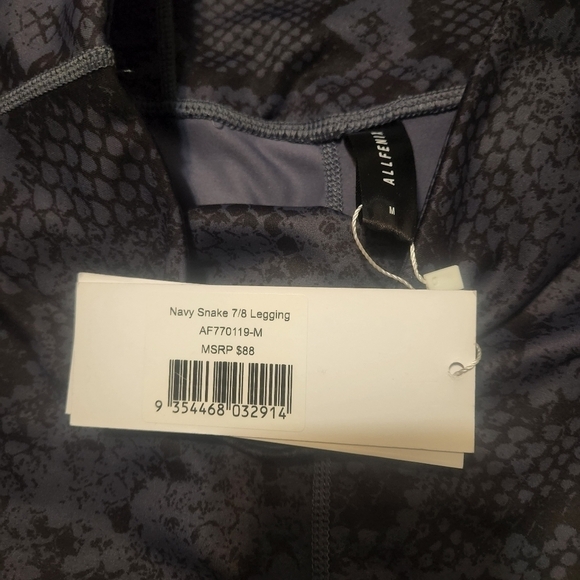 ALLFENIX
M
Navy Snake 7/8 Legging
AF770119-M
MSRP $88
9 354468 032914